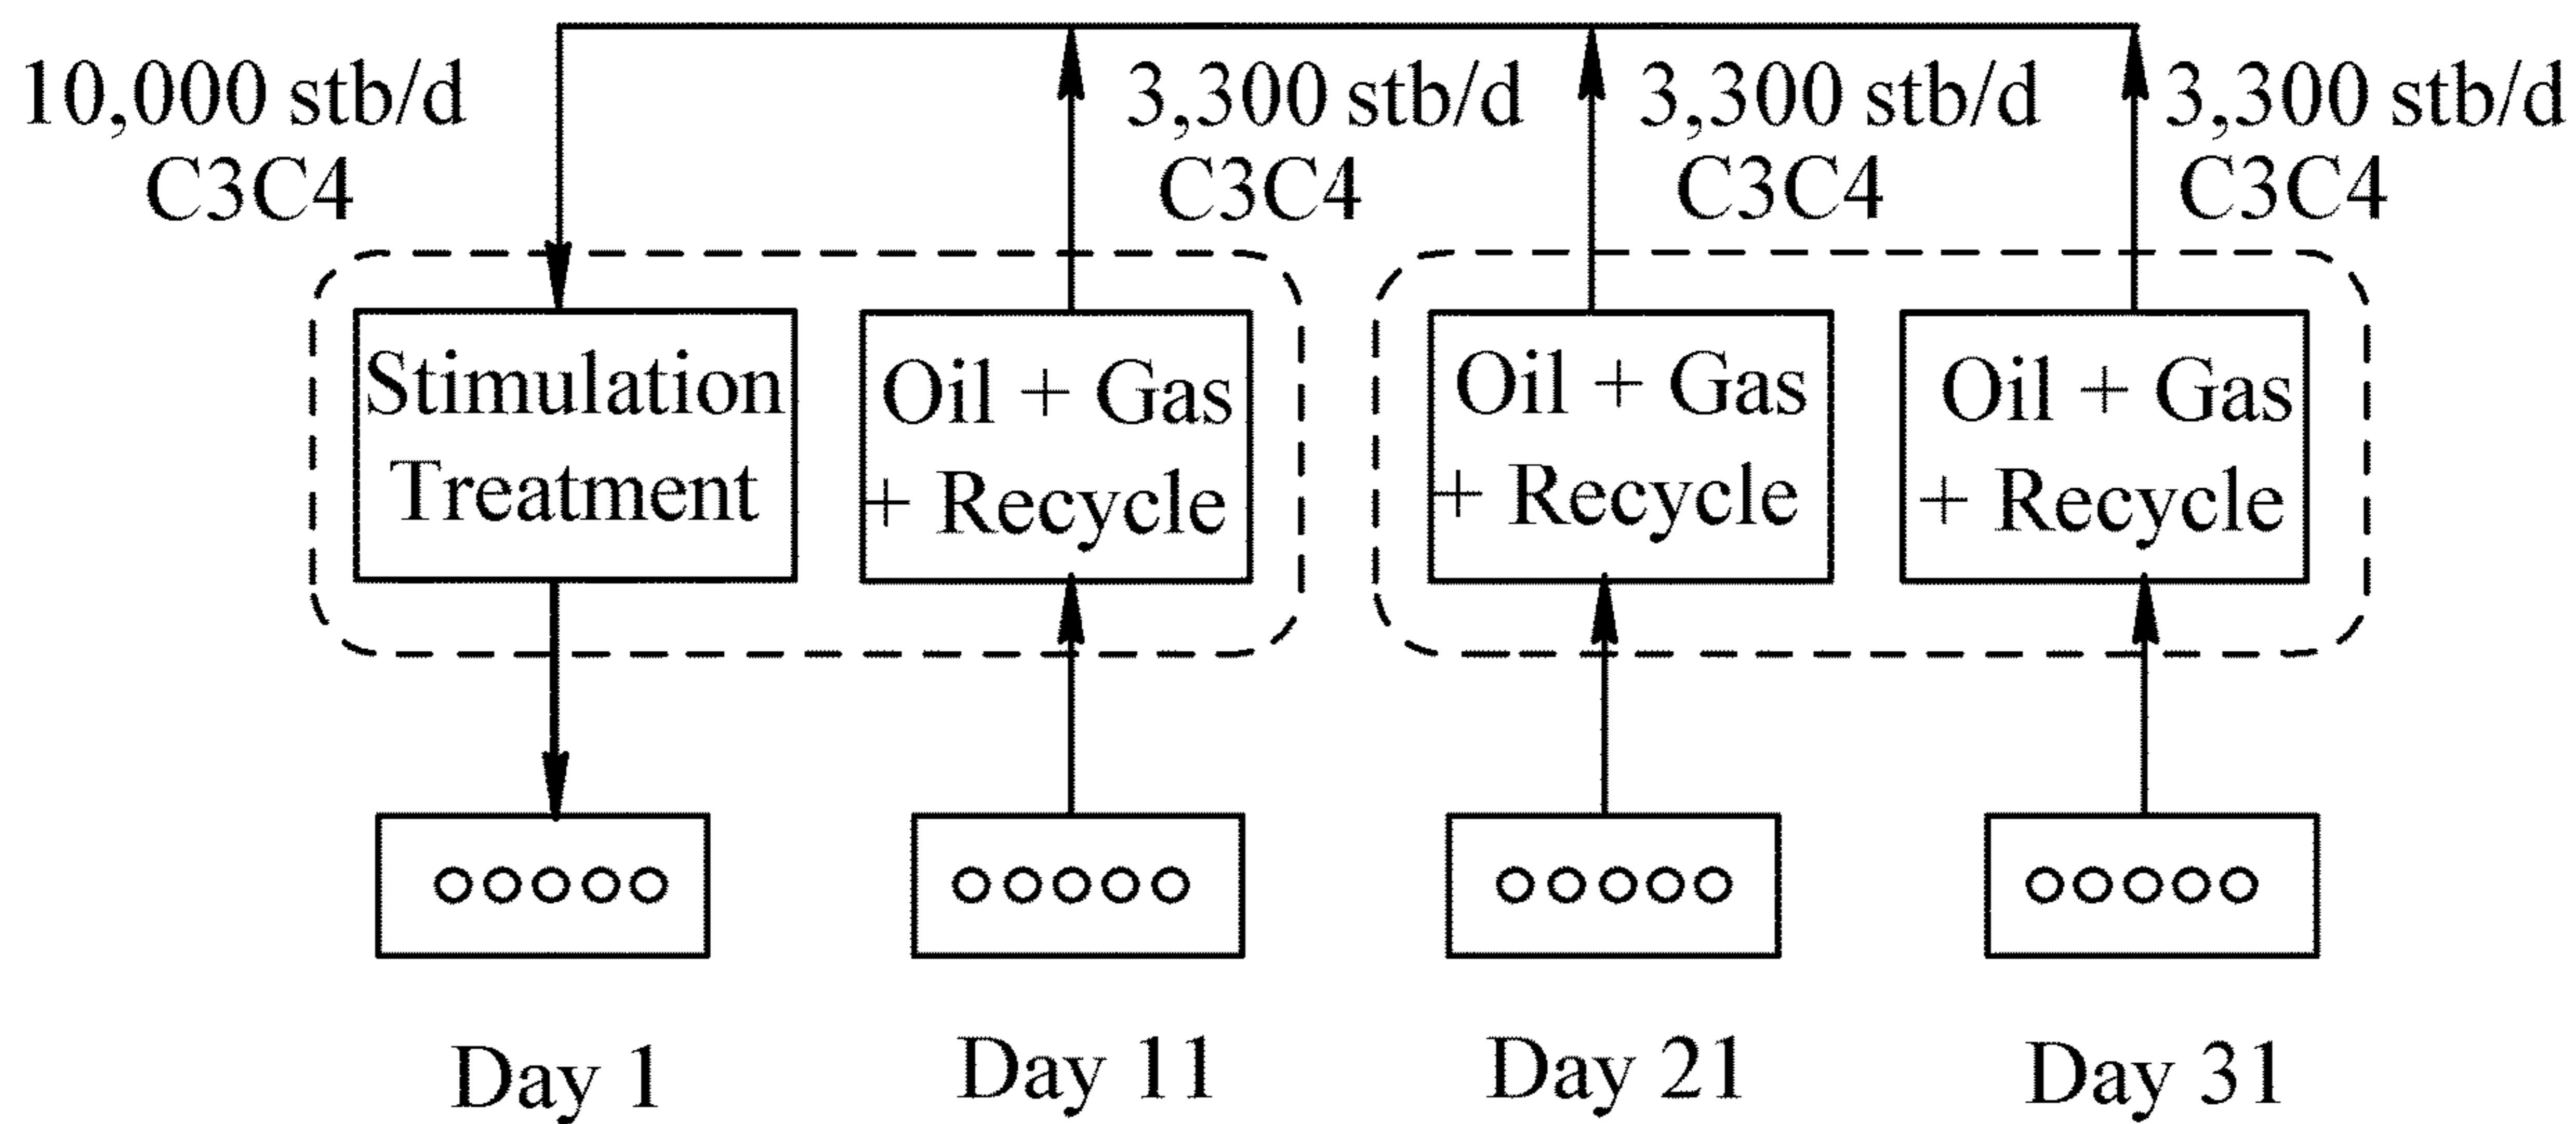 10,000 stb/d
C3C4
3,300 stb/d
C3C4
3,300 stb/d
C3C4
3,300 stb/d
C3C4
Stimulation
Treatment
Oil + Gas
+ Recycle
Oil + Gas
+ Recycle
Oil + Gas
+ Recycle
Day 1
Day 11
Day 21
Day 31